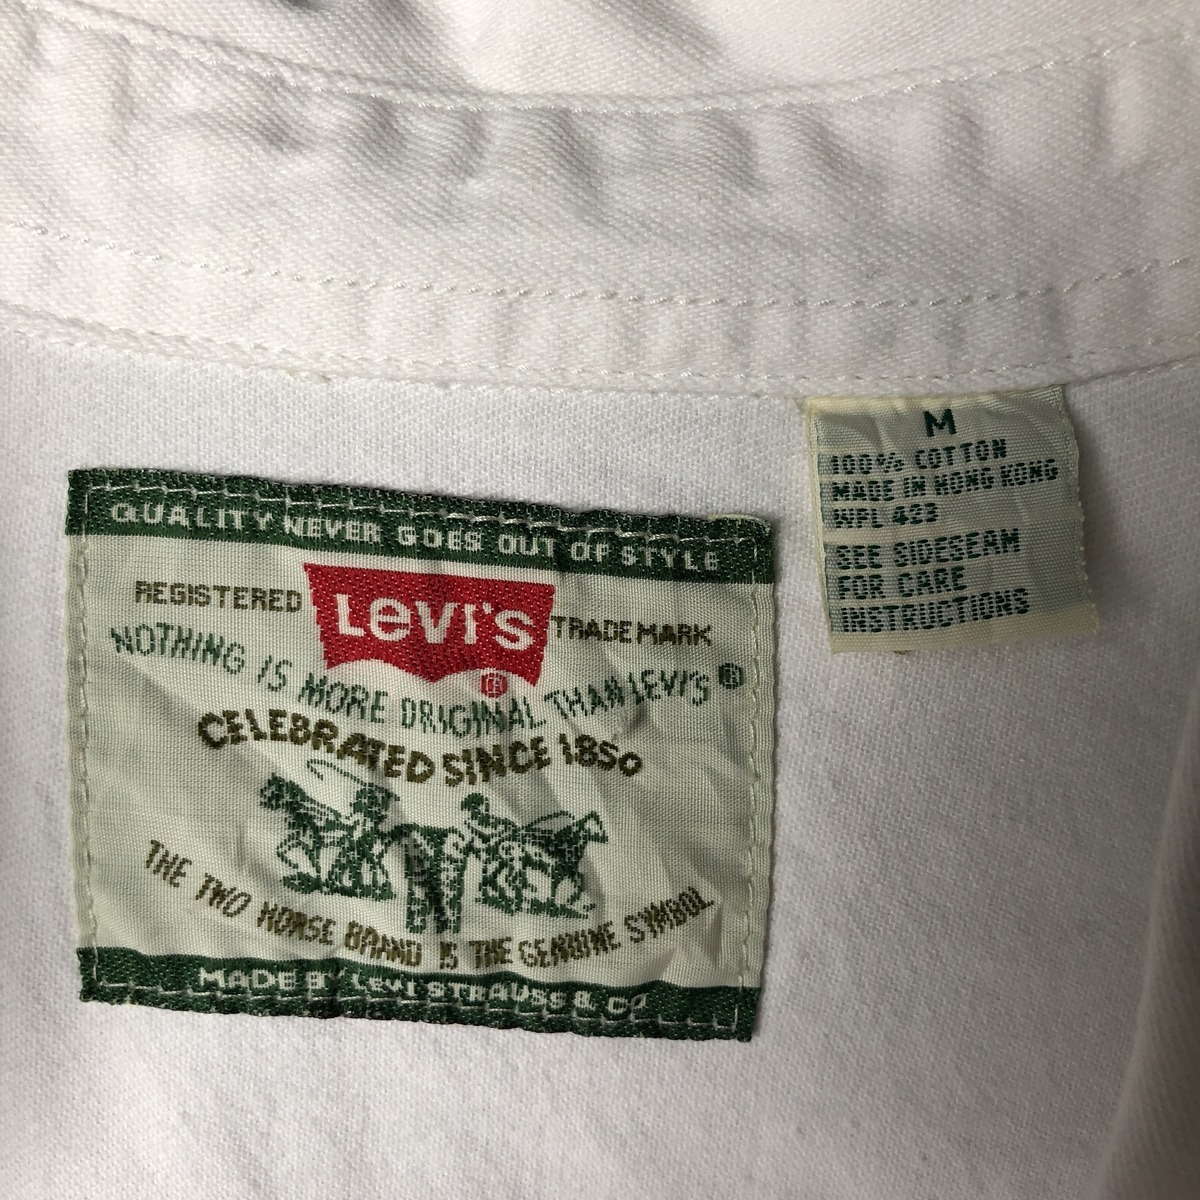 QUALITY NEVER GOES OUT OF STYLE
REGISTERED LEVI'S TRADEMARK
®
NOTHING IS MORE ORIGINAL THAN LEVI'S ®
CELEBRATED SINCE 1850
THE TWO HORSE BRAND IS THE GENUINE SYMBOL
MADE BY LEVI STRAUSS & CO
M
100% COTTON
MADE IN HONG KONG
WPL 423
SEE SIDESEAM
FOR CARE
INSTRUCTIONS